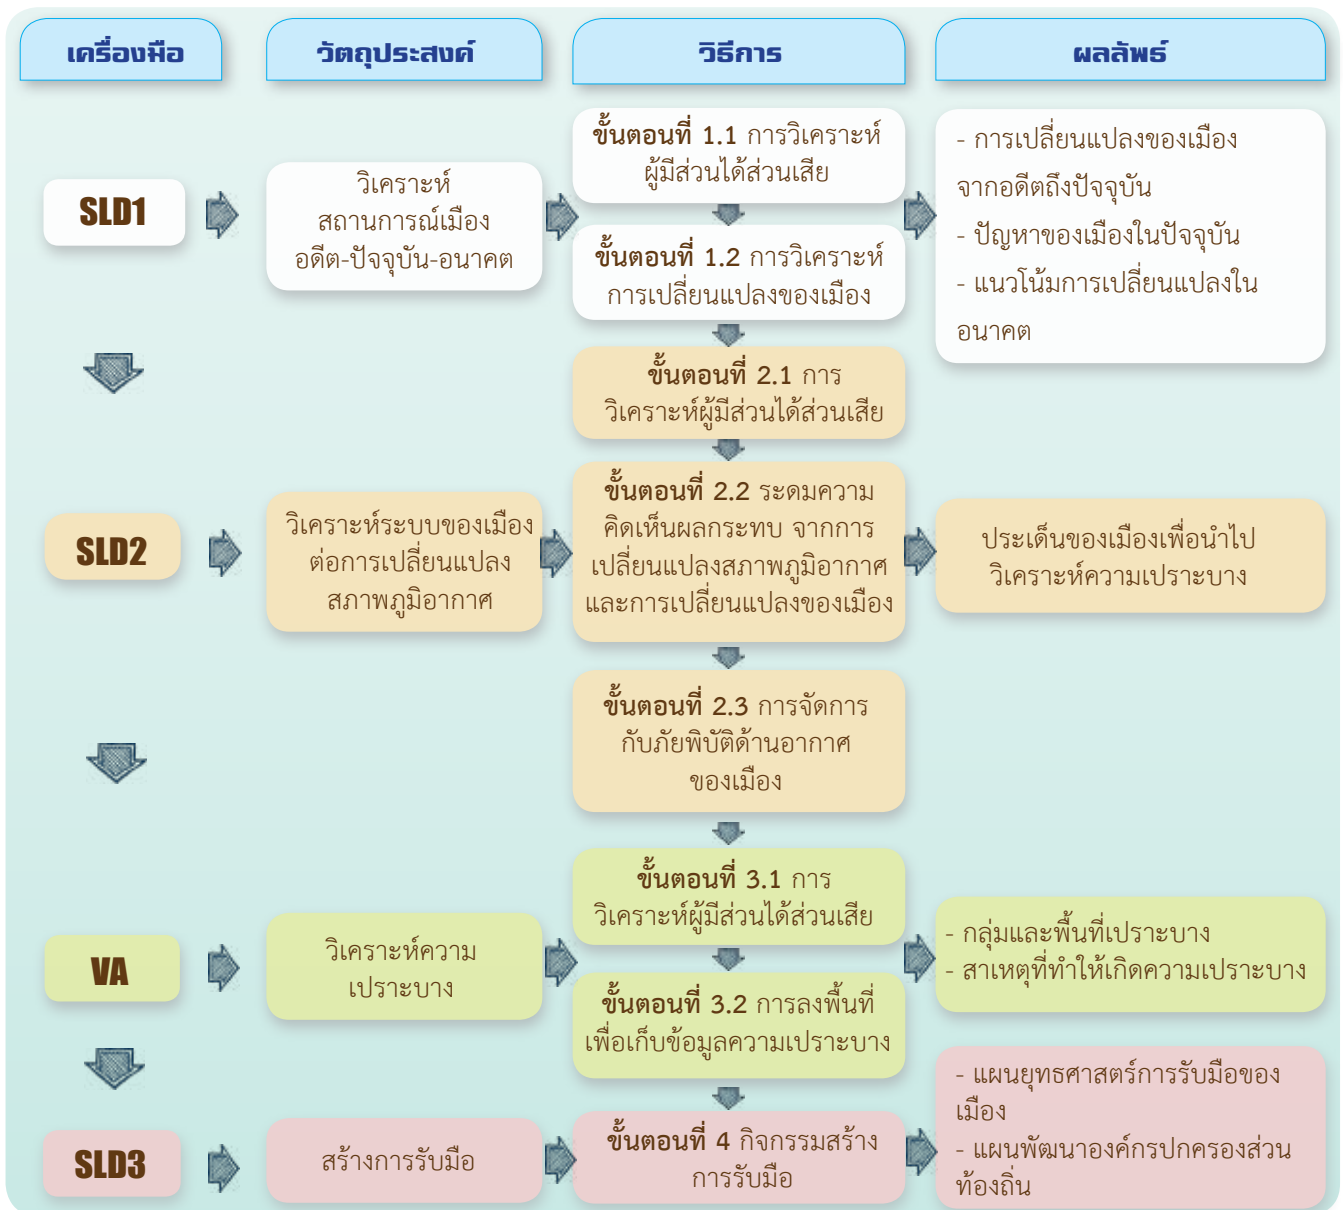 เครื่องมือ
วัตถุประสงค์
วิธีการ
ผลลัพธ์
SLD1
วิเคราะห์
สถานการณ์เมือง
อดีต-ปัจจุบัน-อนาคต
ขั้นตอนที่ 1.1 การวิเคราะห์
ผู้มีส่วนได้ส่วนเสีย
ขั้นตอนที่ 1.2 การวิเคราะห์
การเปลี่ยนแปลงของเมือง
- การเปลี่ยนแปลงของเมือง
จากอดีตถึงปัจจุบัน
- ปัญหาของเมืองในปัจจุบัน
- แนวโน้มการเปลี่ยนแปลงใน
อนาคต
ขั้นตอนที่ 2.1 การ
วิเคราะห์ผู้มีส่วนได้ส่วนเสีย
SLD2
วิเคราะห์ระบบของเมือง
ต่อการเปลี่ยนแปลง
สภาพภูมิอากาศ
ขั้นตอนที่ 2.2 ระดมความ
คิดเห็นผลกระทบ จากการ
เปลี่ยนแปลงสภาพภูมิอากาศ
และการเปลี่ยนแปลงของเมือง
ประเด็นของเมืองเพื่อนำไป
วิเคราะห์ความเปราะบาง
ขั้นตอนที่ 2.3 การจัดการ
กับภัยพิบัติด้านอากาศ
ของเมือง
VA
วิเคราะห์ความ
เปราะบาง
ขั้นตอนที่ 3.1 การ
วิเคราะห์ผู้มีส่วนได้ส่วนเสีย
ขั้นตอนที่ 3.2 การลงพื้นที่
เพื่อเก็บข้อมูลความเปราะบาง
- กลุ่มและพื้นที่เปราะบาง
- สาเหตุที่ทำให้เกิดความเปราะบาง
SLD3
สร้างการรับมือ
ขั้นตอนที่ 4 กิจกรรมสร้าง
การรับมือ
- แผนยุทธศาสตร์การรับมือของ
เมือง
- แผนพัฒนาองค์กรปกครองส่วน
ท้องถิ่น